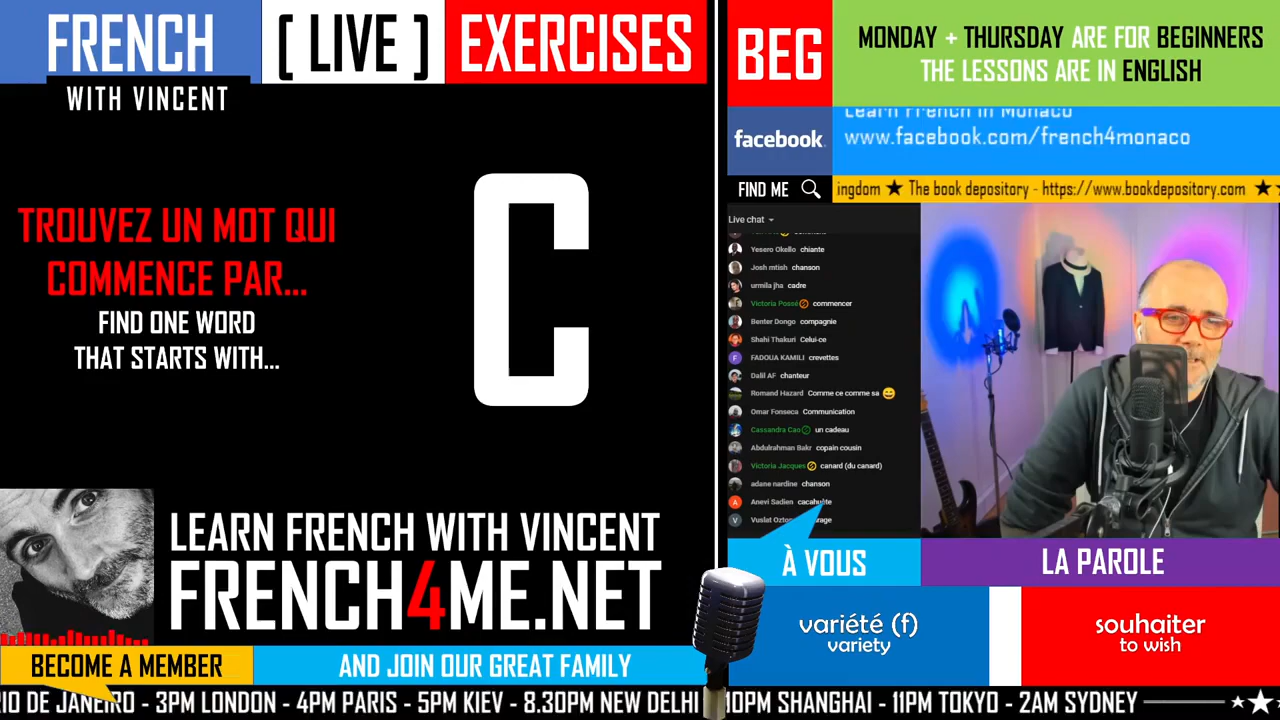 FRENCH
WITH VINCENT
[ LIVE ]
EXERCISES
TROUVEZ UN MOT QUI
COMMENCE PAR...
FIND ONE WORD
THAT STARTS WITH...
C
LEARN FRENCH WITH VINCENT
FRENCH4ME.NET
BECOME A MEMBER
AND JOIN OUR GREAT FAMILY
BEG
MONDAY + THURSDAY ARE FOR BEGINNERS
THE LESSONS ARE IN ENGLISH
facebook
Learn French in Monaco
www.facebook.com/french4monaco
FIND ME
ingdom ★ The book depository - https://www.bookdepository.com ★
Live chat
Yesero Okello chiante
Josh mtish chanson
urmila jha cadre
Victoria Possé commencer
Benter Dongo compagnie
Shahi Thakuri Celui-ce
FADOUA KAMILI crevettes
Dalil AF chanteur
Romand Hazard Comme ce comme sa 😄
Omar Fonseca Communication
Cassandra Cao un cadeau
Abdulrahman Bakr copain cousin
Victoria Jacques canard (du canard)
adane nardine chanson
Anevi Sadien
Vuslat
À VOUS
LA PAROLE
variété (f)
variety
souhaiter
to wish
RIO DE JANEIRO - 3PM LONDON - 4PM PARIS - 5PM KIEV - 8.30PM NEW DELHI - 10PM SHANGHAI - 11PM TOKYO - 2AM SYDNEY